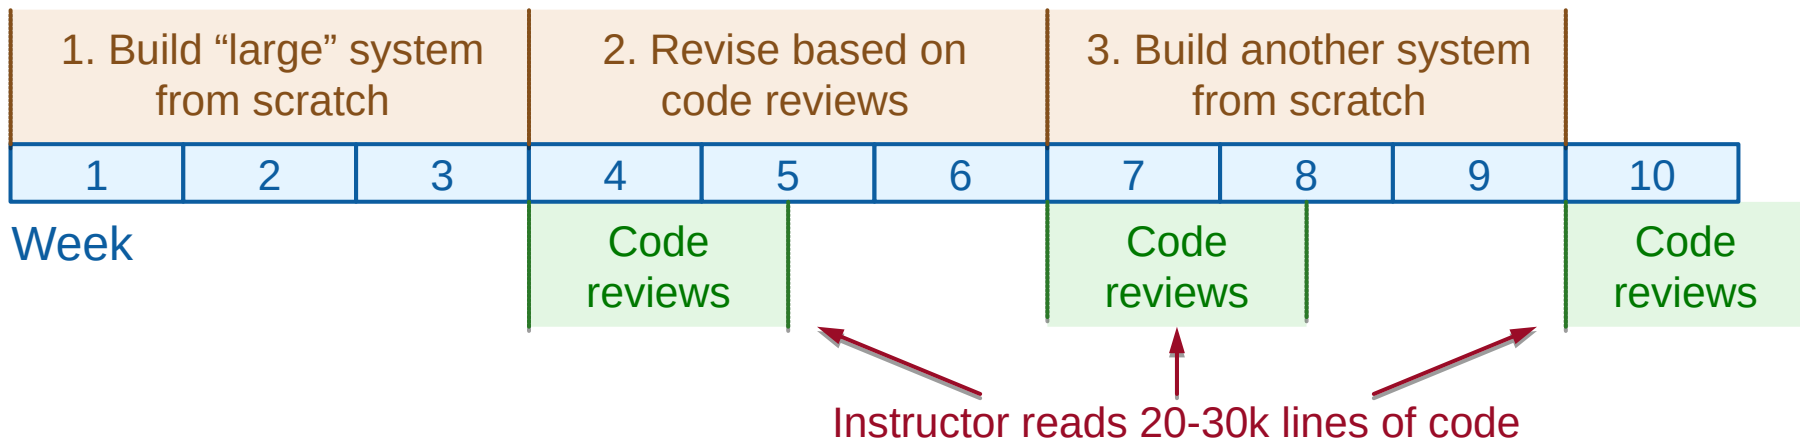 1. Build “large” system
from scratch
2. Revise based on
code reviews
3. Build another system
from scratch
1 2 3 4 5 6 7 8 9 10
Week
Code
reviews
Code
reviews
Code
reviews
Instructor reads 20-30k lines of code